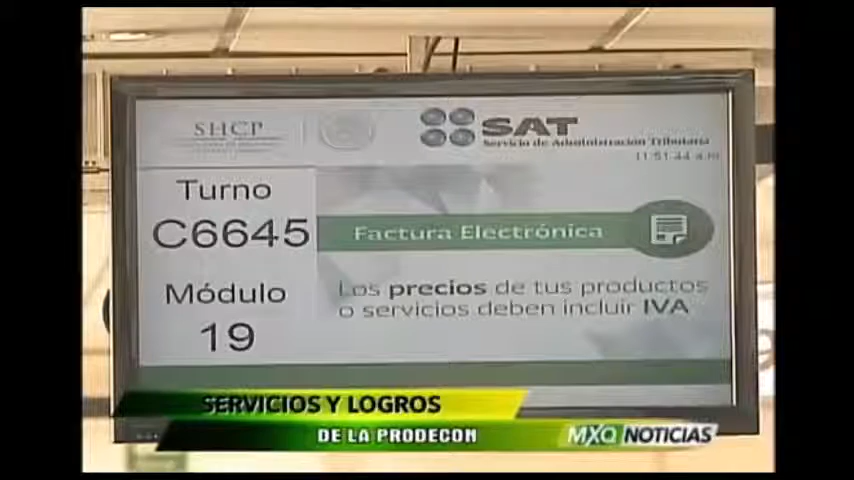 SHCP
SAT
Servicio de Administración Tributaria
11:51:44 a.m.
Turno
C6645
Factura Electrónica
Módulo
19
Los precios de tus productos
o servicios deben incluir IVA
SERVICIOS Y LOGROS
DE LA PRODECON
MXQ NOTICIAS